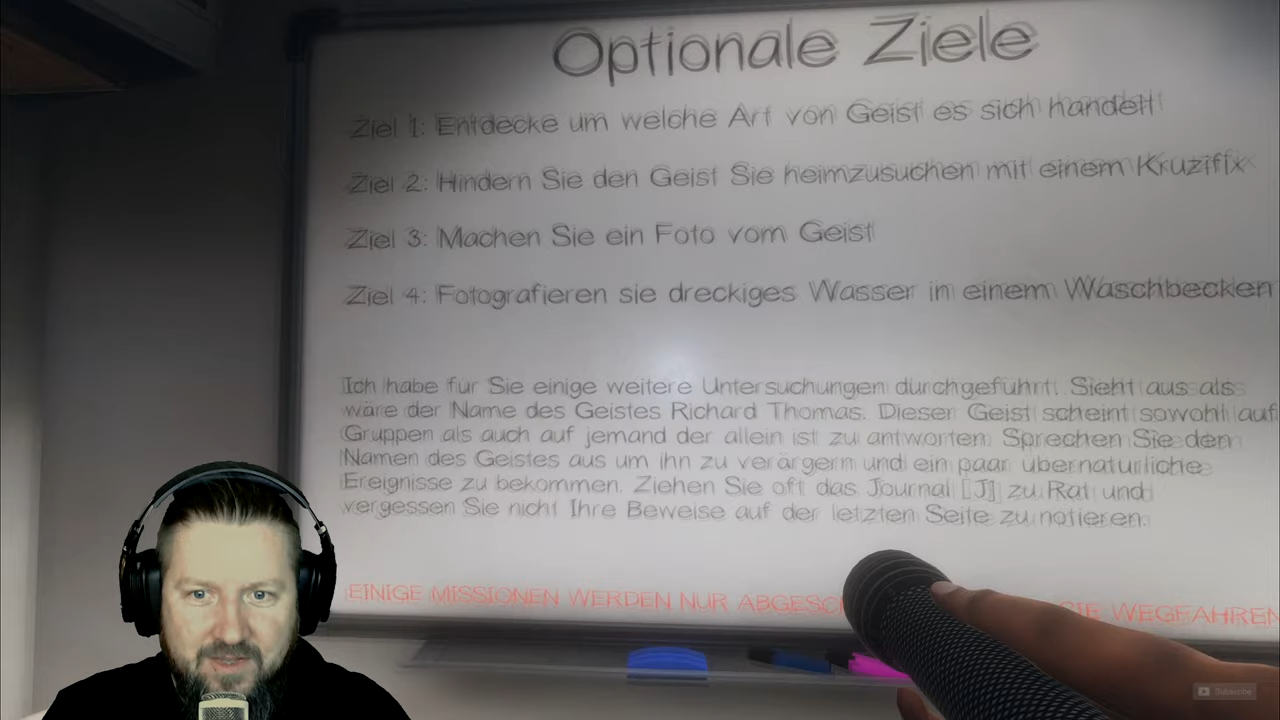 Optionale Ziele
Ziel 1: Entdecke um welche Art von Geist es sich handelt
Ziel 2: Hindern Sie den Geist Sie heimzusuchen mit einem Kruzifix
Ziel 3: Machen Sie ein Foto vom Geist
Ziel 4: Fotografieren sie dreckiges Wasser in einem Waschbecken
Ich habe fur Sie einige weitere Untersuchungen durchgefuhrt. Sieht aus als
wäre der Name des Geistes Richard Thomas. Dieser Geist scheint sowohl auf
Gruppen als auch auf jemand der allein ist zu antworten. Sprechen Sie den
Namen des Geistes aus um ihn zu verärgern und ein paar ubernaturliche
Ereignisse zu bekommen. Ziehen Sie oft das Journal [J] zu Rat und
vergessen Sie nicht Ihre Beweise auf der letzten Seite zu notieren.
EINIGE MISSIONEN WERDEN NUR SIE WEGFAHREN
Subscribe